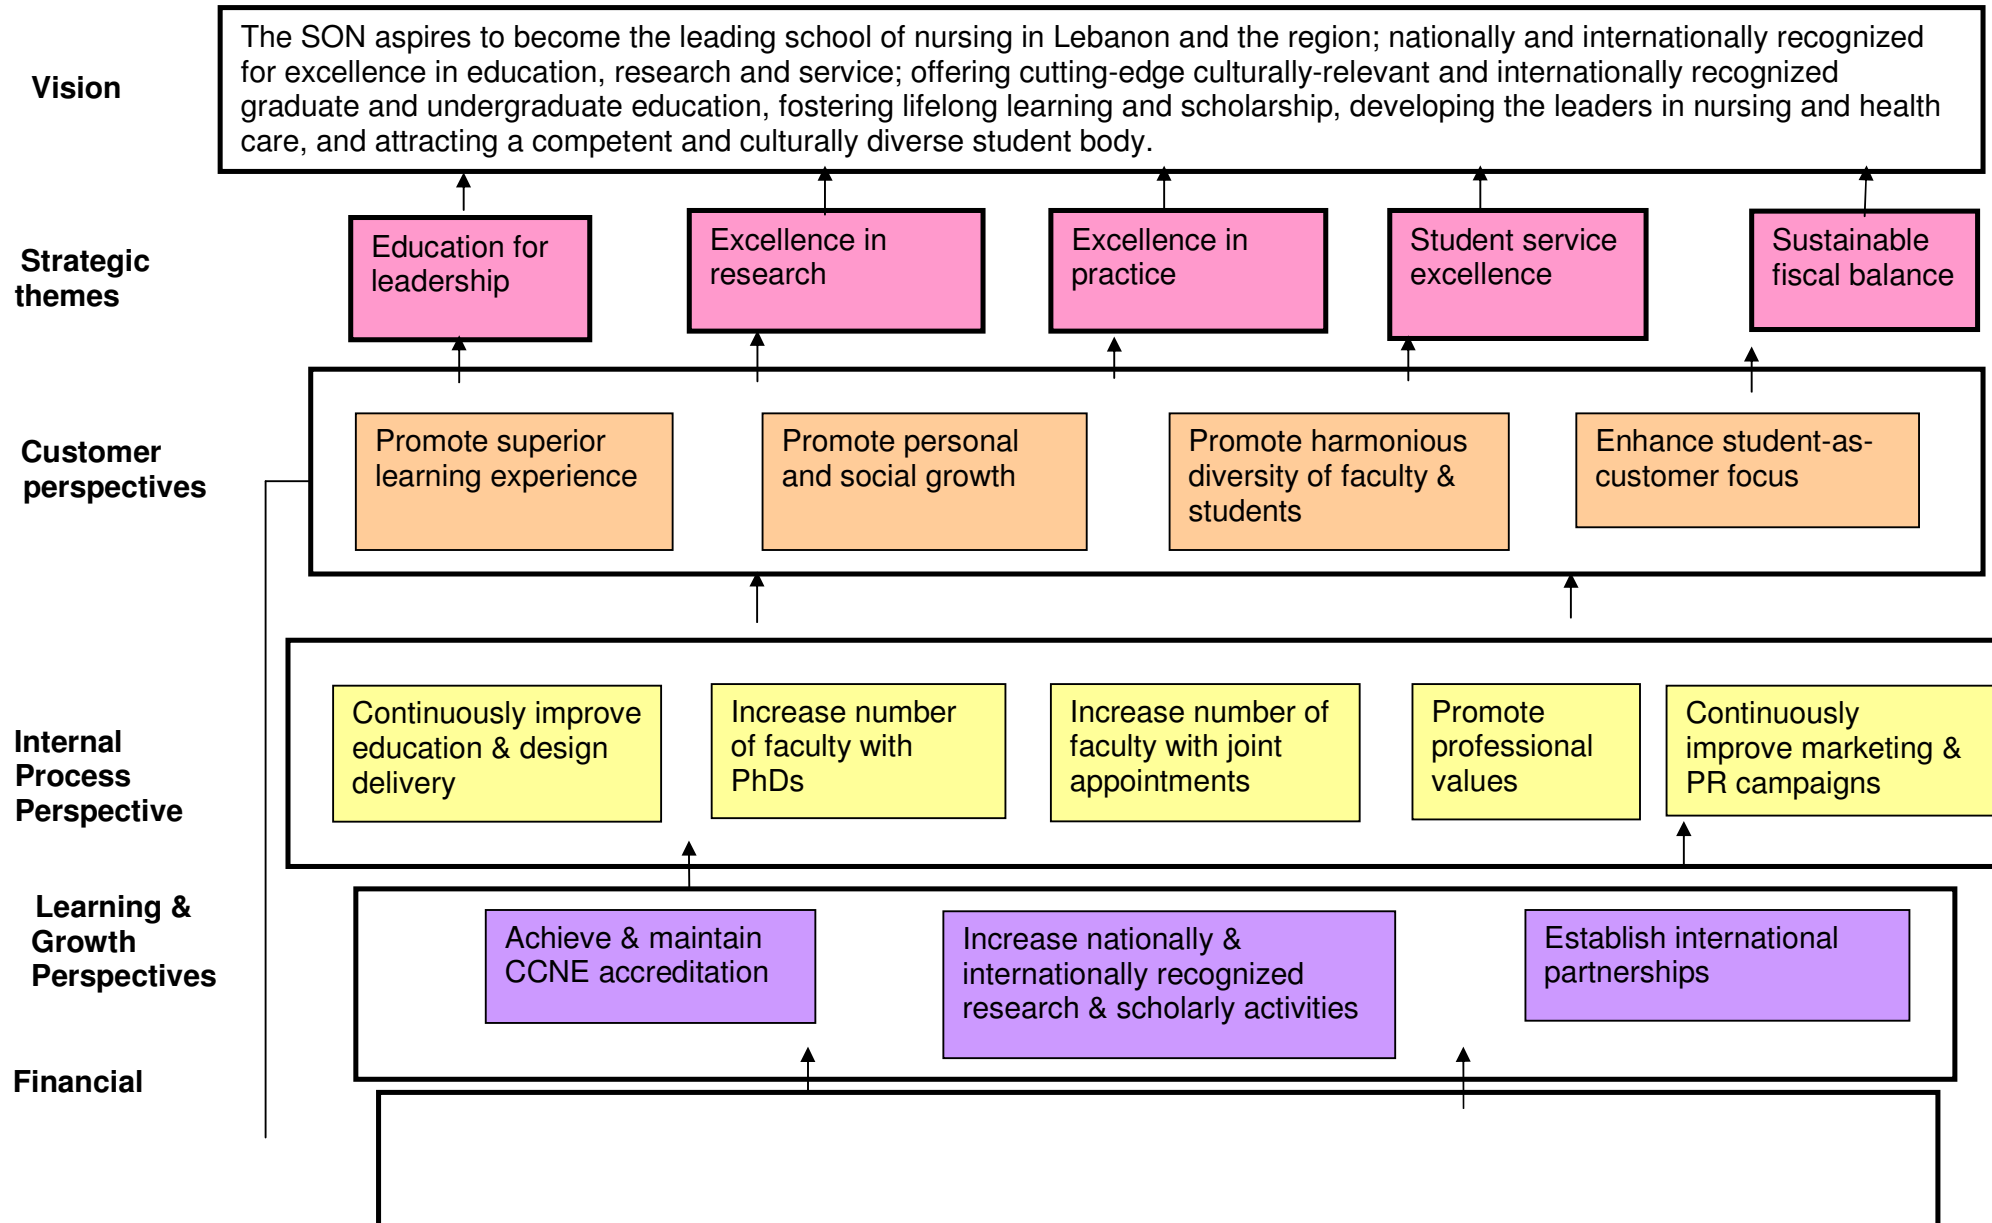 The SON aspires to become the leading school of nursing in Lebanon and the region; nationally and internationally recognized
for excellence in education, research and service; offering cutting-edge culturally-relevant and internationally recognized
graduate and undergraduate education, fostering lifelong learning and scholarship, developing the leaders in nursing and health
care, and attracting a competent and culturally diverse student body.
Vision
Strategic
themes
Education for
leadership
Excellence in
research
Excellence in
practice
Student service
excellence
Sustainable
fiscal balance
Customer
perspectives
Promote superior
learning experience
Promote personal
and social growth
Promote harmonious
diversity of faculty &
students
Enhance student-as-
customer focus
Internal
Process
Perspective
Continuously improve
education & design
delivery
Increase number
of faculty with
PhDs
Increase number of
faculty with joint
appointments
Promote
professional
values
Continuously
improve marketing &
PR campaigns
Learning &
Growth
Perspectives
Achieve & maintain
CCNE accreditation
Increase nationally &
internationally recognized
research & scholarly activities
Establish international
partnerships
Financial